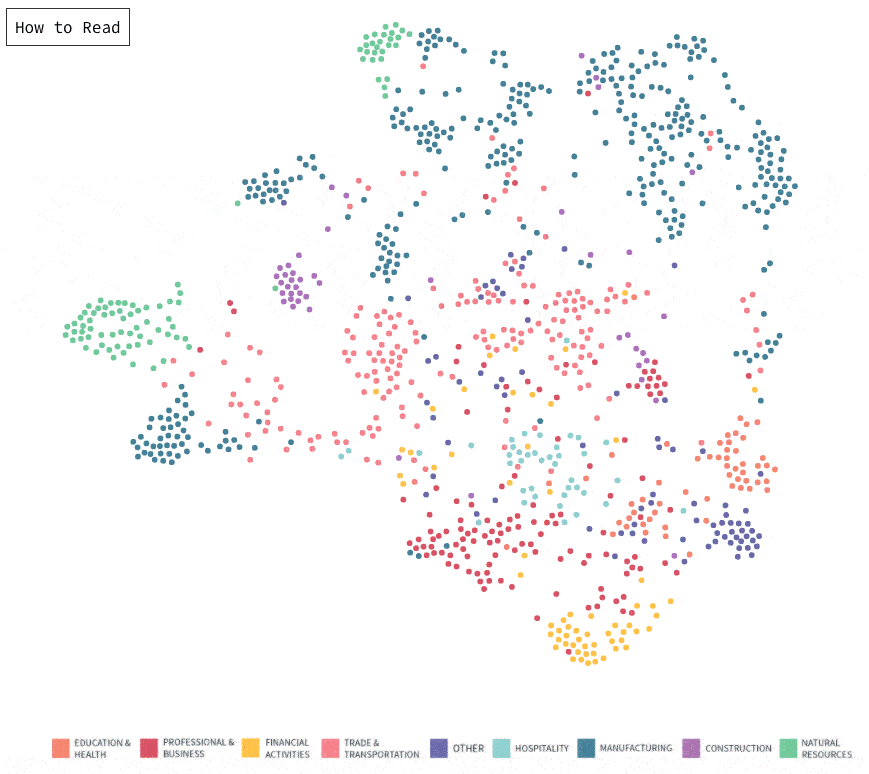 How to Read
EDUCATION &
HEALTH
PROFESSIONAL &
BUSINESS
FINANCIAL
ACTIVITIES
TRADE &
TRANSPORTATION
OTHER
HOSPITALITY
MANUFACTURING
CONSTRUCTION
NATURAL
RESOURCES